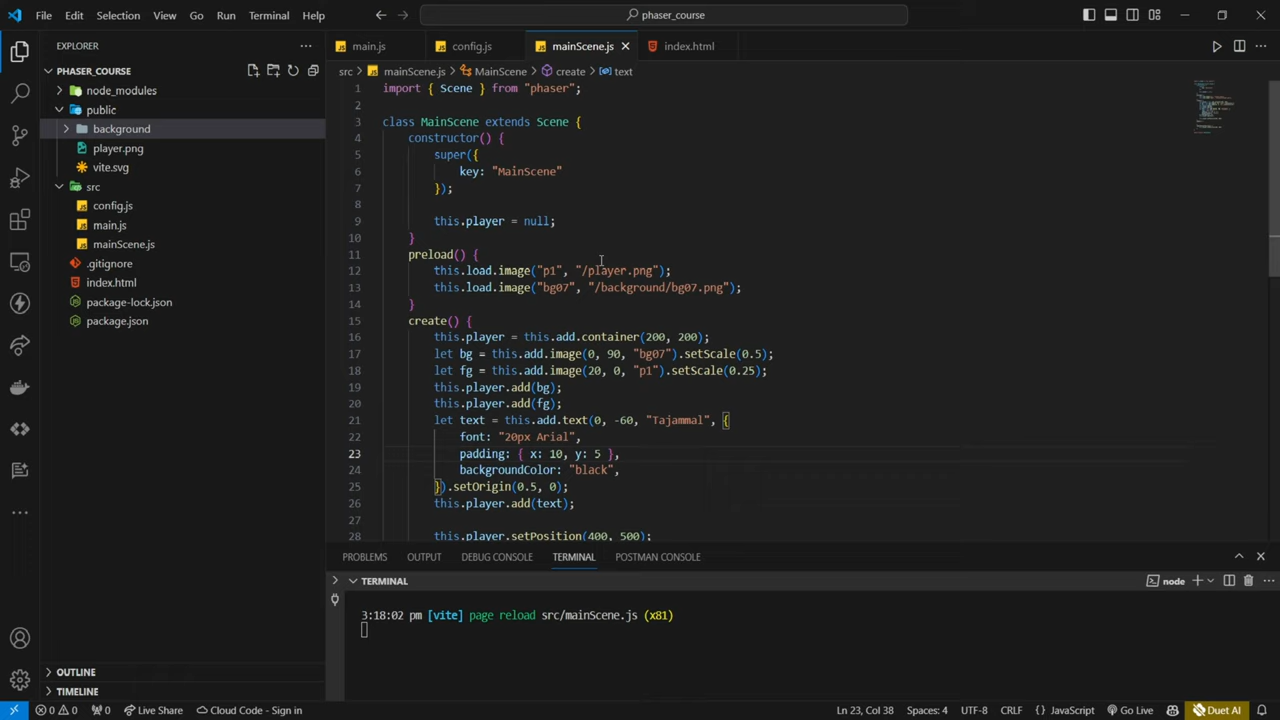 File Edit Selection View Go Run Terminal Help
phaser_course
EXPLORER
main.js
config.js
mainScene.js
index.html
PHASER_COURSE
node_modules
public
background
player.png
vite.svg
src
config.js
main.js
mainScene.js
.gitignore
index.html
package-lock.json
package.json
OUTLINE
TIMELINE
src > mainScene.js > MainScene > create > text
1 import { Scene } from "phaser";
2
3 class MainScene extends Scene {
4 constructor() {
5 super({
6 key: "MainScene"
7 });
8
9 this.player = null;
10 }
11 preload() {
12 this.load.image("p1", "/player.png");
13 this.load.image("bg07", "/background/bg07.png");
14 }
15 create() {
16 this.player = this.add.container(200, 200);
17 let bg = this.add.image(0, 90, "bg07").setScale(0.5);
18 let fg = this.add.image(20, 0, "p1").setScale(0.25);
19 this.player.add(bg);
20 this.player.add(fg);
21 let text = this.add.text(0, -60, "Tajammal", {
22 font: "20px Arial",
23 padding: { x: 10, y: 5 },
24 backgroundColor: "black",
25 }).setOrigin(0.5, 0);
26 this.player.add(text);
27
28 this.player.setPosition(400, 500);
PROBLEMS OUTPUT DEBUG CONSOLE TERMINAL POSTMAN CONSOLE
TERMINAL
node
3:18:02 pm [vite] page reload src/mainScene.js (x81)
0 0 0 Live Share Cloud Code - Sign in
Ln 23, Col 38 Spaces: 4 UTF-8 CRLF { } JavaScript Go Live Duet AI